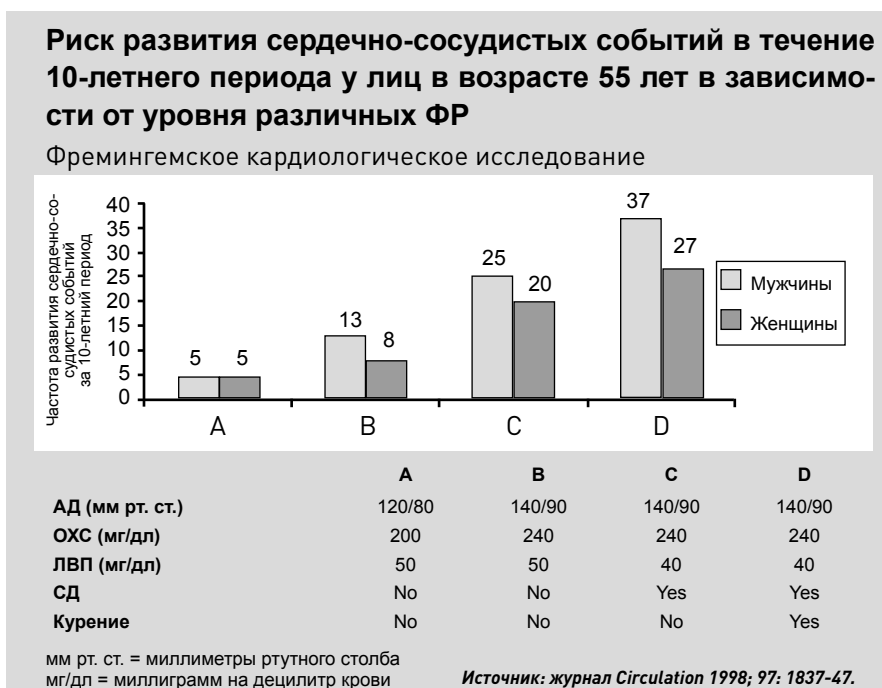 Риск развития сердечно-сосудистых событий в течение
10-летнего периода у лиц в возрасте 55 лет в зависимо-
сти от уровня различных ФР
Фремингемское кардиологическое исследование
Частота развития сердечно-со-
судистых событий
за 10-летний период
40
35
30
25
20
15
10
5
0
5 5
13 8
25 20
37 27
A B C D
Мужчины
Женщины
A B C D
АД (мм рт. ст.) 120/80 140/90 140/90 140/90
ОХС (мг/дл) 200 240 240 240
ЛВП (мг/дл) 50 50 40 40
СД No No Yes Yes
Курение No No No Yes
мм рт. ст. = миллиметры ртутного столба
мг/дл = миллиграмм на децилитр крови
Источник: журнал Circulation 1998; 97: 1837-47.